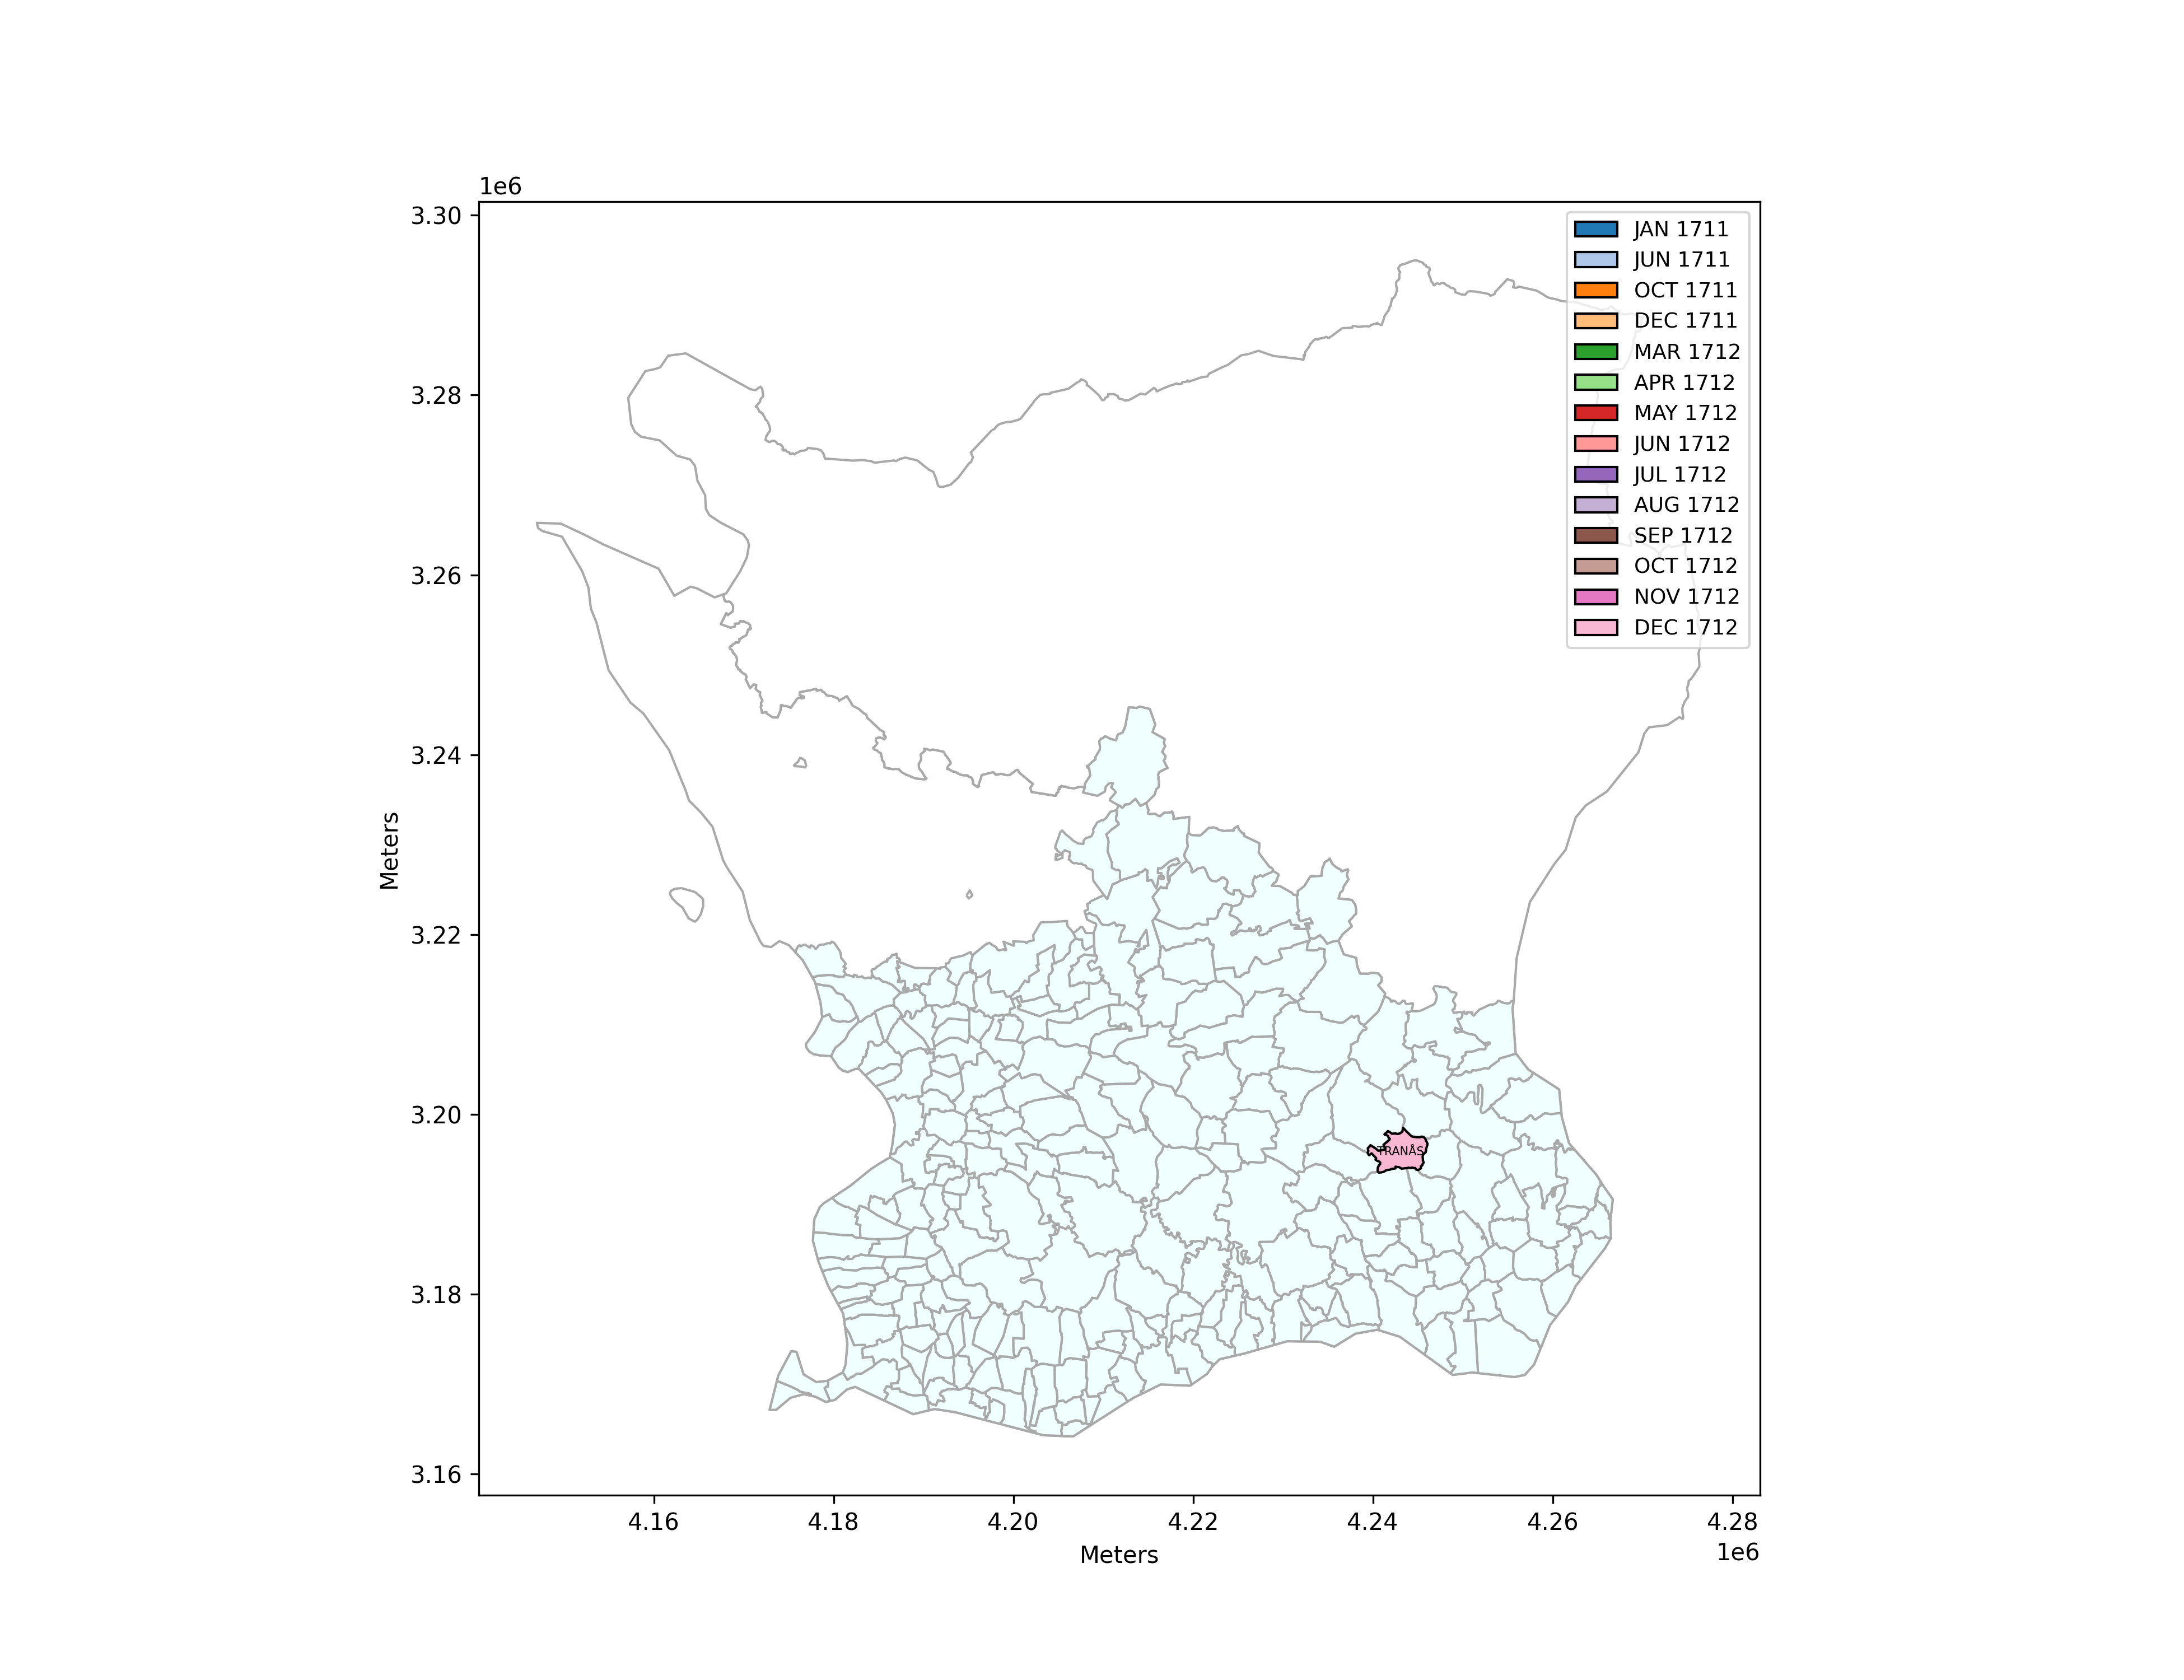 1e6
3.30
3.28
3.26
3.24
3.22
3.20
3.18
3.16
Meters
JAN 1711
JUN 1711
OCT 1711
DEC 1711
MAR 1712
APR 1712
MAY 1712
JUN 1712
JUL 1712
AUG 1712
SEP 1712
OCT 1712
NOV 1712
DEC 1712
TRANÅS
4.16 4.18 4.20 4.22 4.24 4.26 4.28
Meters
1e6